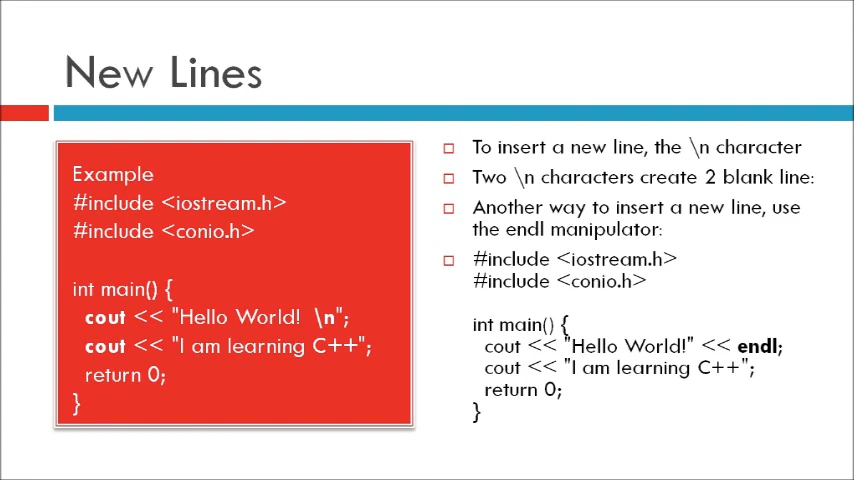 New Lines
Example
#include <iostream.h>
#include <conio.h>
int main() {
cout << "Hello World!  \n";
cout << "I am learning C++";
return 0;
}
To insert a new line, the \n character
Two \n characters create 2 blank line:
Another way to insert a new line, use
the endl manipulator:
#include <iostream.h>
#include <conio.h>
int main() {
cout << "Hello World!" << endl;
cout << "I am learning C++";
return 0;
}